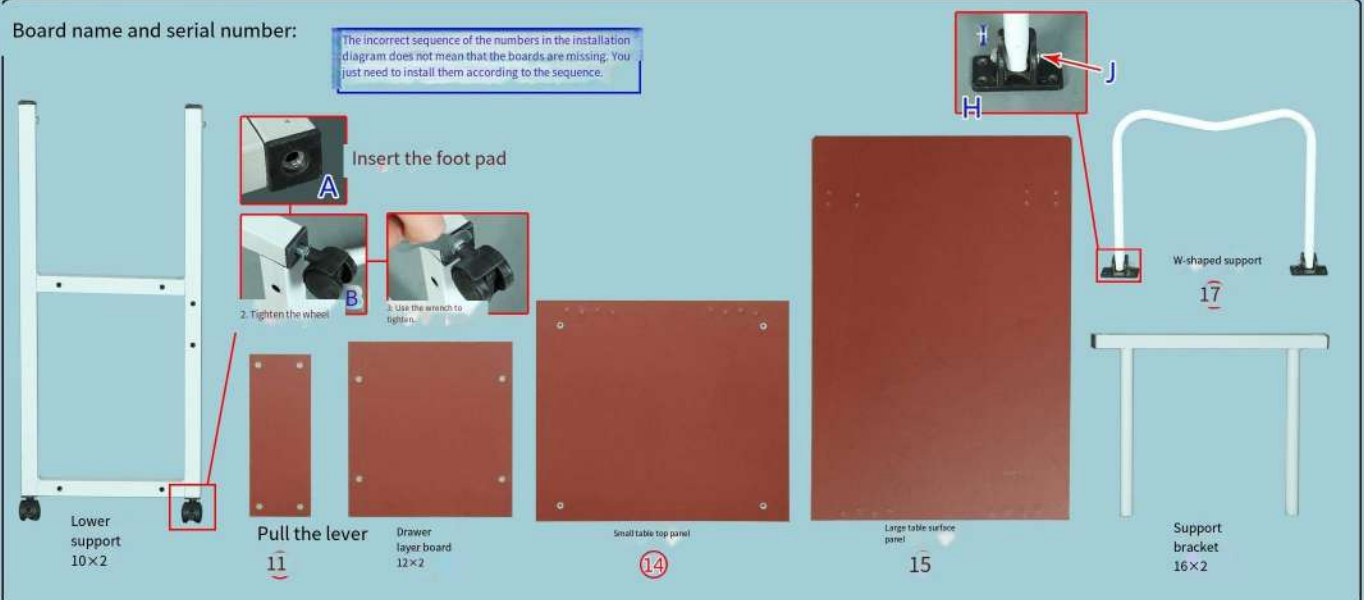 Board name and serial number:
The incorrect sequence of the numbers in the installation
diagram does not mean that the boards are missing. You
just need to install them according to the sequence.
I
J
H
A
Insert the foot pad
B
2. Tighten the wheel
3. Use the wrench to
tighten.
W-shaped support
17
Lower
support
10×2
Pull the lever
11
Drawer
layer board
12×2
Small table top panel
14
Large table surface
panel
15
Support
bracket
16×2